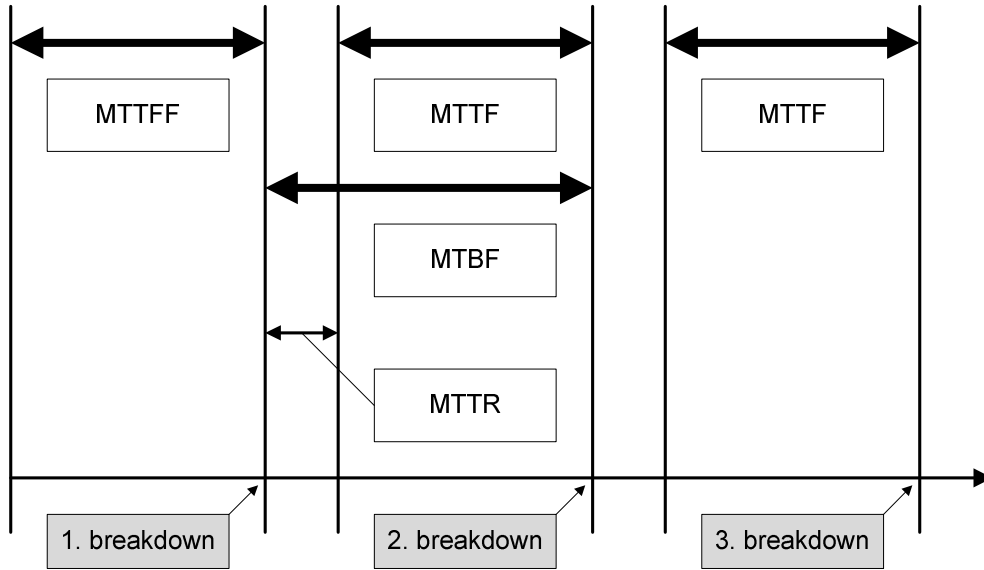 MTTFF
MTTF
MTTF
MTBF
MTTR
1. breakdown
2. breakdown
3. breakdown